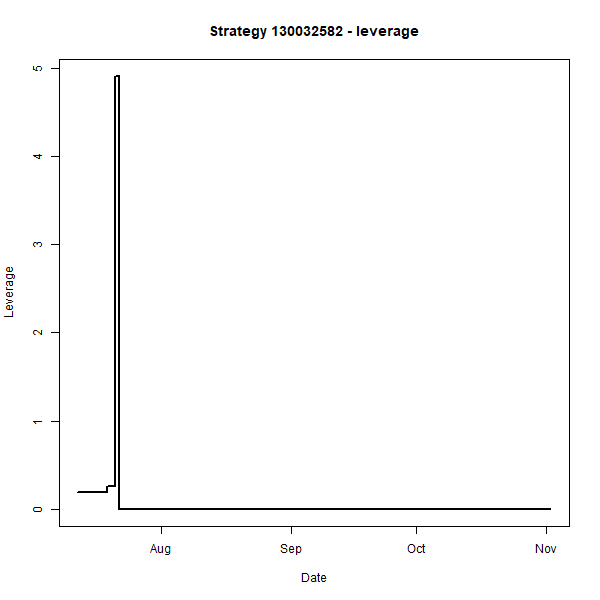 Strategy 130032582 - leverage
5
4
3
2
1
0
Leverage
Aug
Sep
Oct
Nov
Date